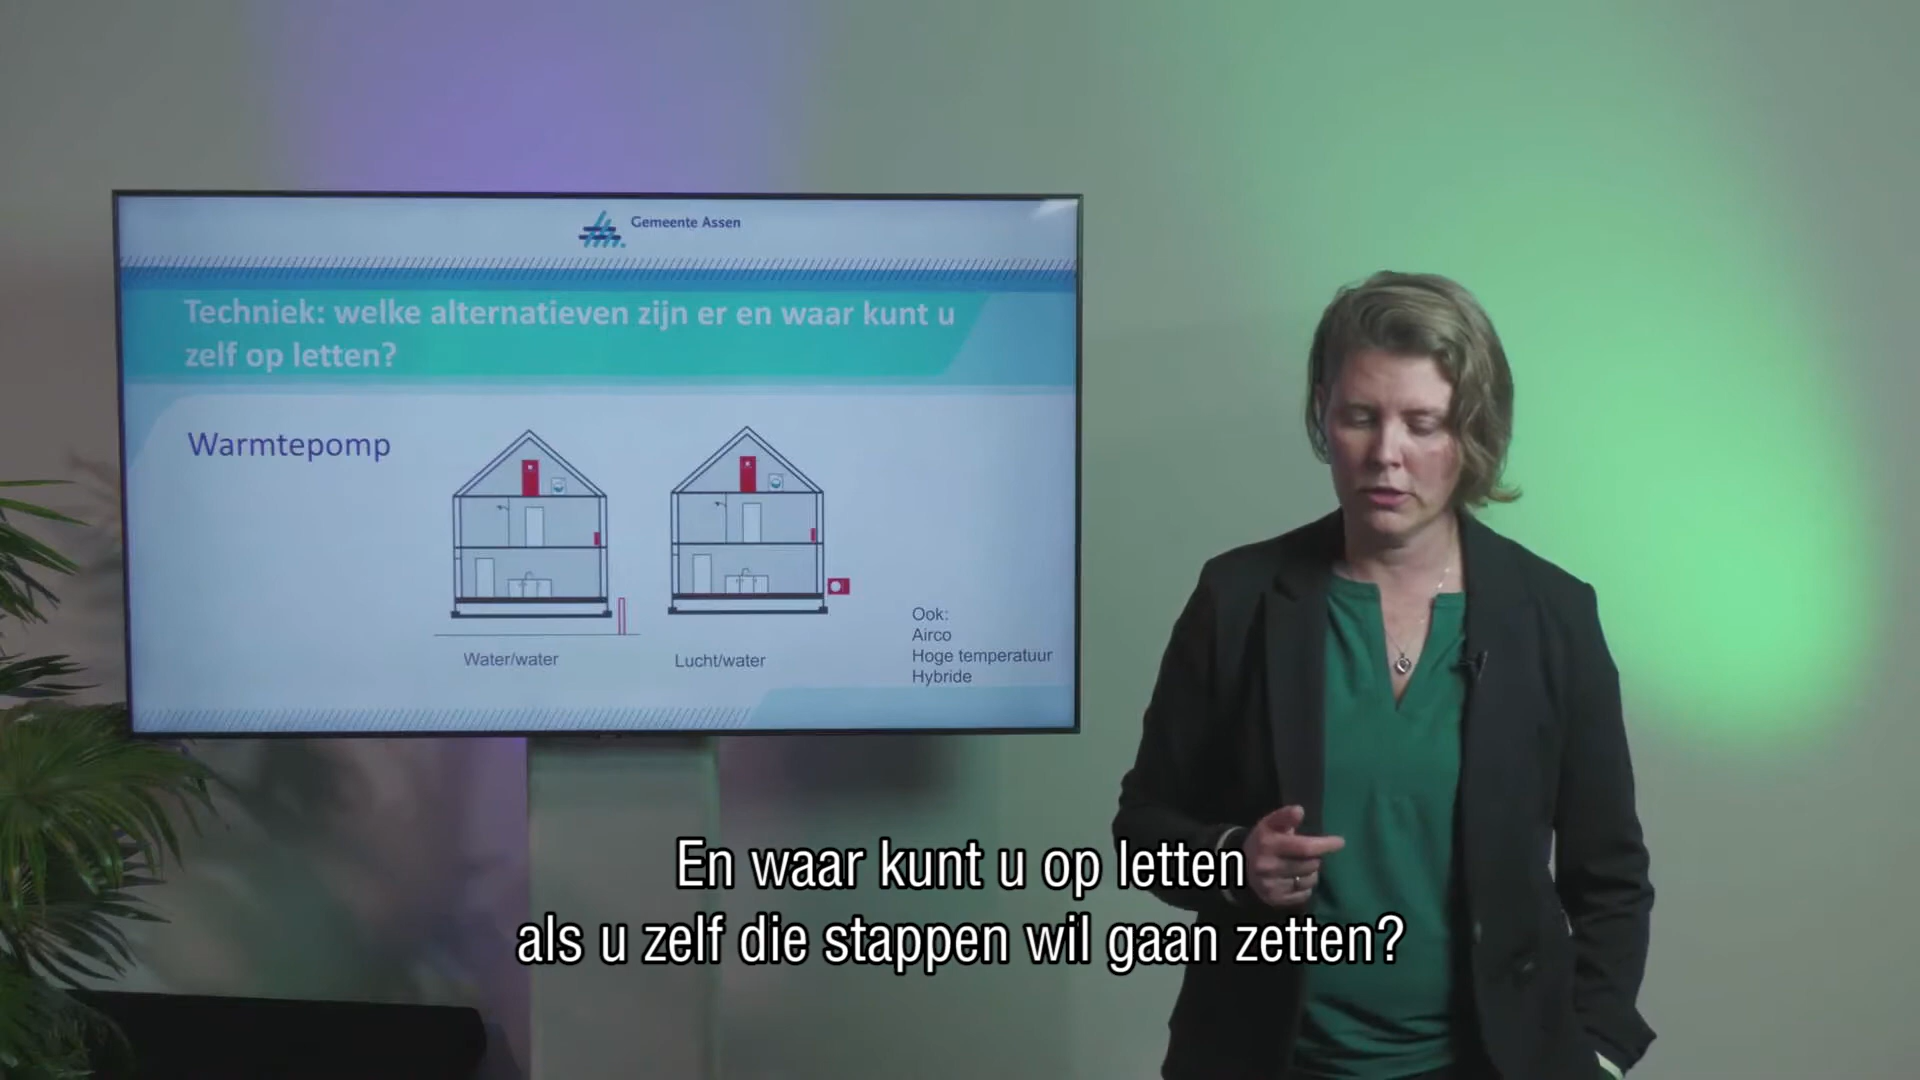 Gemeente Assen
Techniek: welke alternatieven zijn er en waar kunt u
zelf op letten?
Warmtepomp
Water/water
Lucht/water
Ook:
Airco
Hoge temperatuur
Hybride
En waar kunt u op letten
als u zelf die stappen wil gaan zetten?